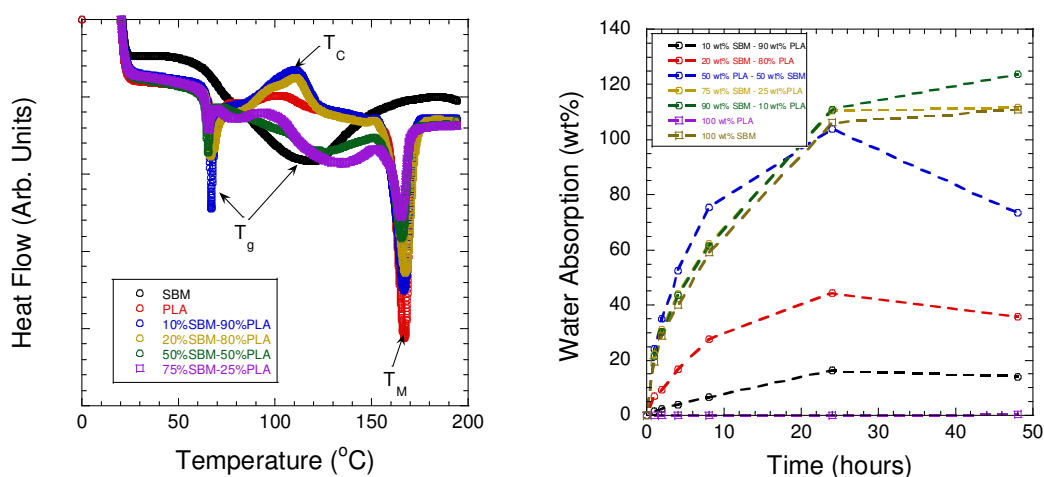 T_C
T_g
T_M
Heat Flow (Arb. Units)
SBM
PLA
10%SBM-90%PLA
20%SBM-80%PLA
50%SBM-50%PLA
75%SBM-25%PLA
0 50 100 150 200
Temperature (°C)
Water Absorption (wt%)
140
120
100
80
60
40
20
0
10 wt% SBM - 90 wt% PLA
20 wt% SBM - 80% PLA
50 wt% PLA - 50 wt% SBM
75 wt% SBM - 25 wt%PLA
90 wt% SBM - 10 wt% PLA
100 wt% PLA
100 wt% SBM
0 10 20 30 40 50
Time (hours)